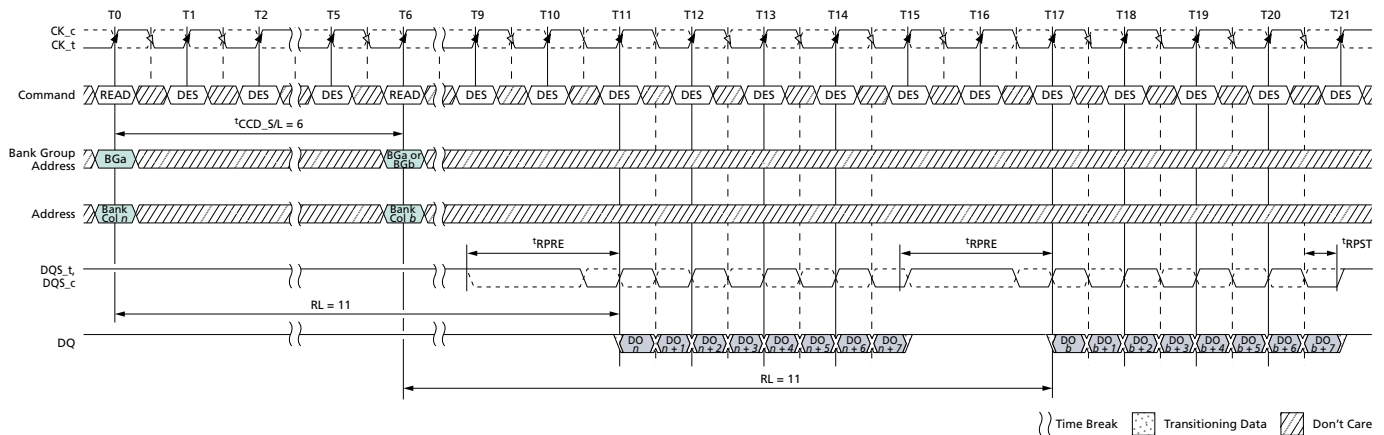 T0 T1 T2 T5 T6 T9 T10 T11 T12 T13 T14 T15 T16 T17 T18 T19 T20 T21
CK_c
CK_t
Command READ DES DES DES READ DES DES DES DES DES DES DES DES DES DES DES DES DES
tCCD_S/L = 6
Bank Group
Address
BGa
BGa or
BGb
Address
Bank
Col n
Bank
Col b
tRPRE tRPRE tRPST
DQS_t,
DQS_c
RL = 11
DQ
DO
n
DO
n + 1
DO
n + 2
DO
n + 3
DO
n + 4
DO
n + 5
DO
n + 6
DO
n + 7
DO
b
DO
b + 1
DO
b + 2
DO
b + 3
DO
b + 4
DO
b + 5
DO
b + 6
DO
b + 7
RL = 11
Time Break Transitioning Data Don't Care